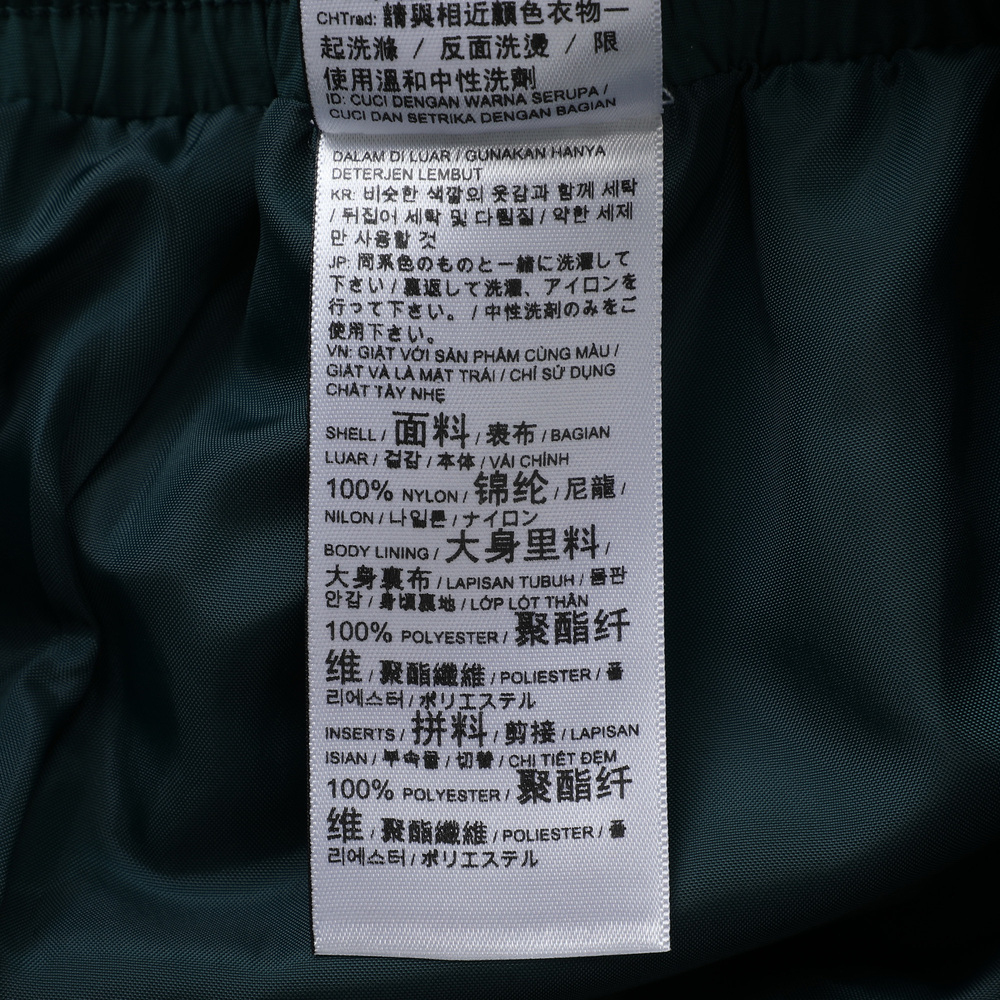 CHTrad: 請與相近顏色衣物一
起洗滌 / 反面洗燙 / 限
使用溫和中性洗劑
ID: CUCI DENGAN WARNA SERUPA /
CUCI DAN SETRIKA DENGAN BAGIAN
DALAM DI LUAR / GUNAKAN HANYA
DETERJEN LEMBUT
KR: 비슷한 색깔의 옷감과 함께 세탁
/ 뒤집어 세탁 및 다림질 / 약한 세제
만 사용할 것
JP: 同系色のものと一緒に洗濯して
下さい / 裏返して洗濯、アイロンを
行って下さい。 / 中性洗剤のみをご
使用下さい。
VN: GIẶT VỚI SẢN PHẨM CÙNG MÀU /
GIẶT VÀ LÀ MẶT TRÁI / CHỈ SỬ DỤNG
CHẤT TẨY NHẸ
SHELL / 面料 / 表布 / BAGIAN
LUAR / 겉감 / 本体 / VẢI CHÍNH
100% NYLON / 锦纶 / 尼龍 /
NILON / 나일론 / ナイロン
BODY LINING / 大身里料 /
大身裏布 / LAPISAN TUBUH / 몸판
안감 / 身頃裏地 / LỚP LÓT THÂN
100% POLYESTER / 聚酯纤
维 / 聚酯纖維 / POLIESTER / 폴
리에스터 / ポリエステル
INSERTS / 拼料 / 剪接 / LAPISAN
ISIAN / 부속물 / 切替 / CHI TIẾT ĐỆM
100% POLYESTER / 聚酯纤
维 / 聚酯纖維 / POLIESTER / 폴
리에스터 / ポリエステル